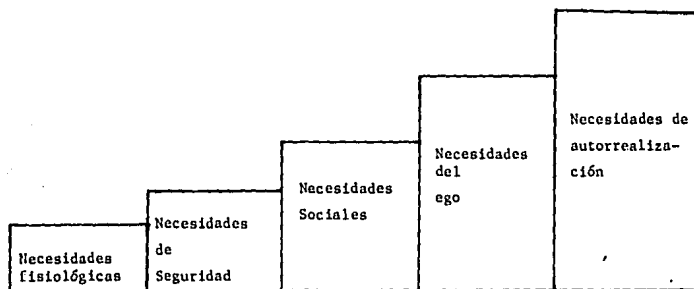 Necesidades
fisiológicas
Necesidades
de
Seguridad
Necesidades
Sociales
Necesidades
del
ego
Necesidades de
autorrealiza-
ción